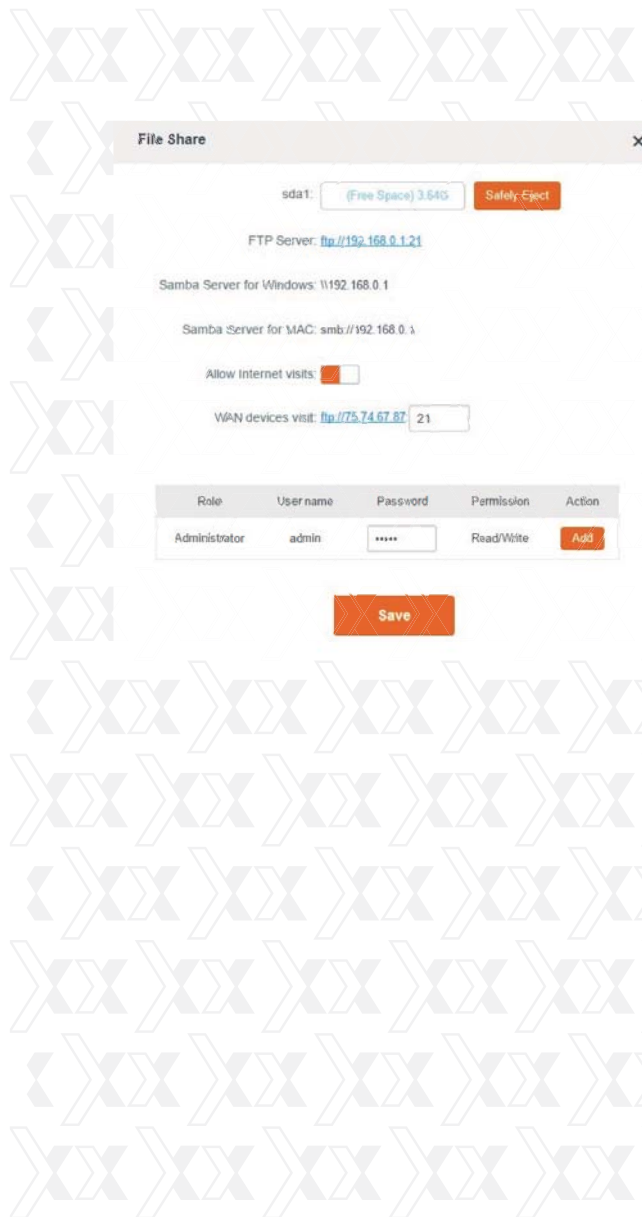 File Share
sda1: (Free Space) 3.64G Safely Eject
FTP Server: ftp://192.168.0.1:21
Samba Server for Windows: \\192.168.0.1
Samba Server for MAC: smb://192.168.0.1
Allow Internet visits:
WAN devices visit: ftp://75.74.67.87: 21
Role User name Password Permission Action
Administrator admin ••••• Read/Write Add
Save